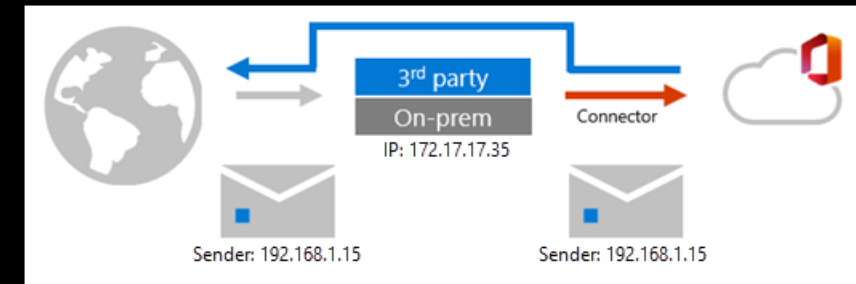 3rd party
On-prem
Connector
IP: 172.17.17.35
Sender: 192.168.1.15
Sender: 192.168.1.15